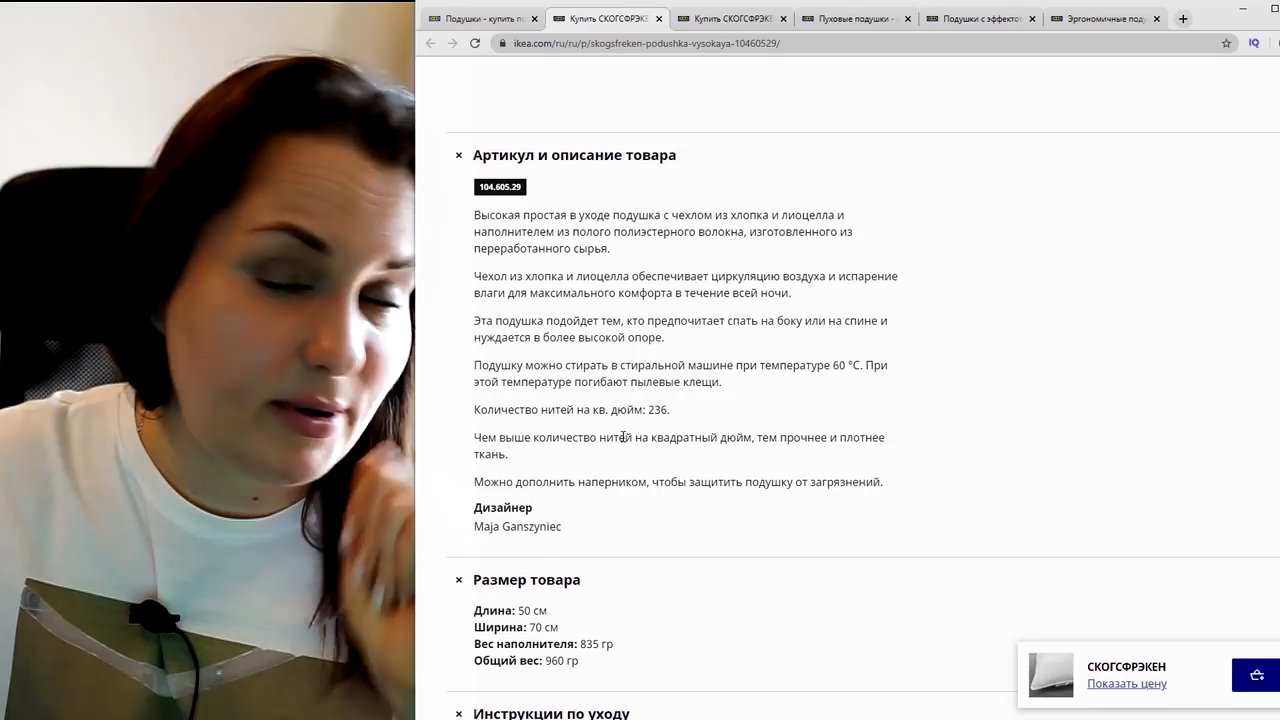 Подушки - купить п
Купить СКОГСФРЭКЕ
Купить СКОГСФРЭКЕ
Пуховые подушки -
Подушки с эффекто
Эргономичные под
ikea.com/ru/ru/p/skogsfreken-podushka-vysokaya-10460529/
IQ
Артикул и описание товара
104.605.29
Высокая простая в уходе подушка с чехлом из хлопка и лиоцелла и
наполнителем из полого полиэстерного волокна, изготовленного из
переработанного сырья.
Чехол из хлопка и лиоцелла обеспечивает циркуляцию воздуха и испарение
влаги для максимального комфорта в течение всей ночи.
Эта подушка подойдет тем, кто предпочитает спать на боку или на спине и
нуждается в более высокой опоре.
Подушку можно стирать в стиральной машине при температуре 60 °C. При
этой температуре погибают пылевые клещи.
Количество нитей на кв. дюйм: 236.
Чем выше количество нитей на квадратный дюйм, тем прочнее и плотнее
ткань.
Можно дополнить наперником, чтобы защитить подушку от загрязнений.
Дизайнер
Maja Ganszyniec
Размер товара
Длина: 50 см
Ширина: 70 см
Вес наполнителя: 835 гр
Общий вес: 960 гр
СКОГСФРЭКЕН
Показать цену
Инструкции по уходу